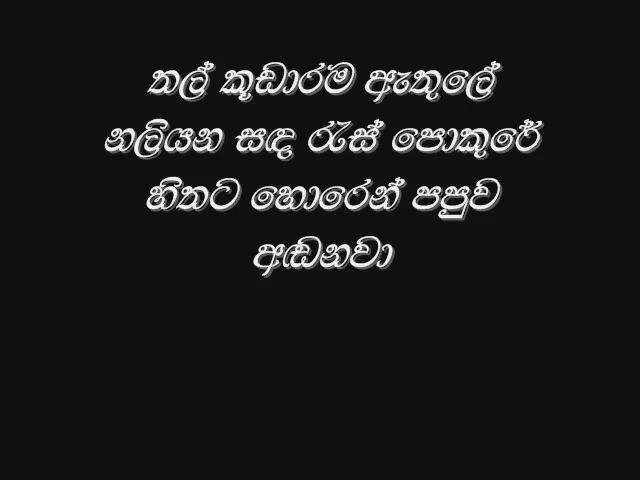 තල් කූඩාරම ඇතුලේ
නලියන සඳ රැස් පොකුරේ
හිතට හොරෙන් පපුව
අඬනවා